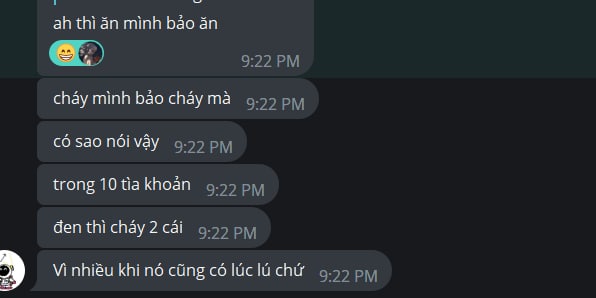 ah thì ăn mình bảo ăn
9:22 PM
cháy mình bảo cháy mà 9:22 PM
có sao nói vậy 9:22 PM
trong 10 tìa khoản 9:22 PM
đen thì cháy 2 cái 9:22 PM
Vì nhiều khi nó cũng có lúc lú chứ 9:22 PM